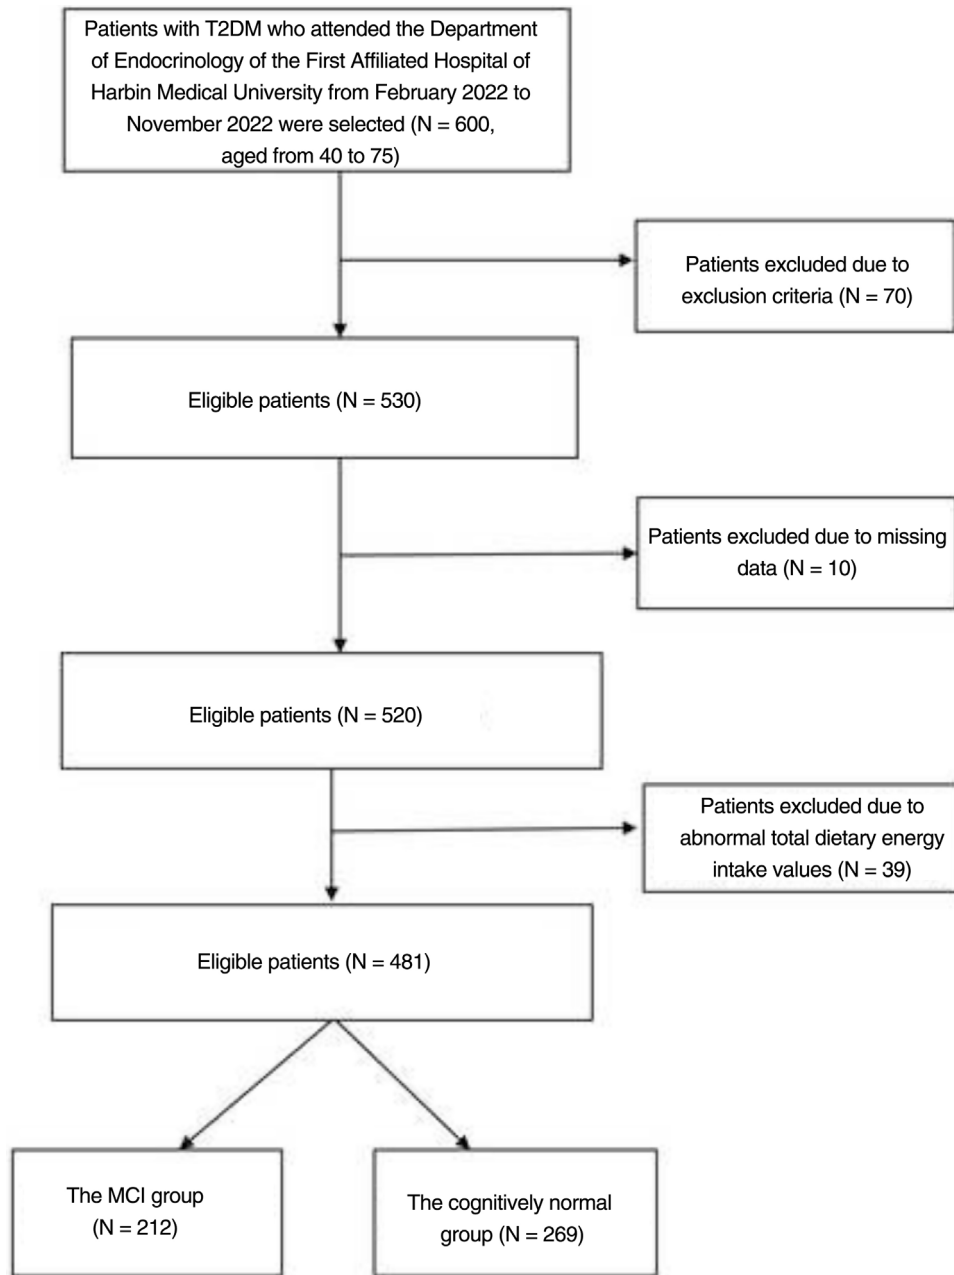 Patients with T2DM who attended the Department
of Endocrinology of the First Affiliated Hospital of
Harbin Medical University from February 2022 to
November 2022 were selected (N = 600,
aged from 40 to 75)
Patients excluded due to
exclusion criteria (N = 70)
Eligible patients (N = 530)
Patients excluded due to missing
data (N = 10)
Eligible patients (N = 520)
Patients excluded due to
abnormal total dietary energy
intake values (N = 39)
Eligible patients (N = 481)
The MCI group
(N = 212)
The cognitively normal
group (N = 269)